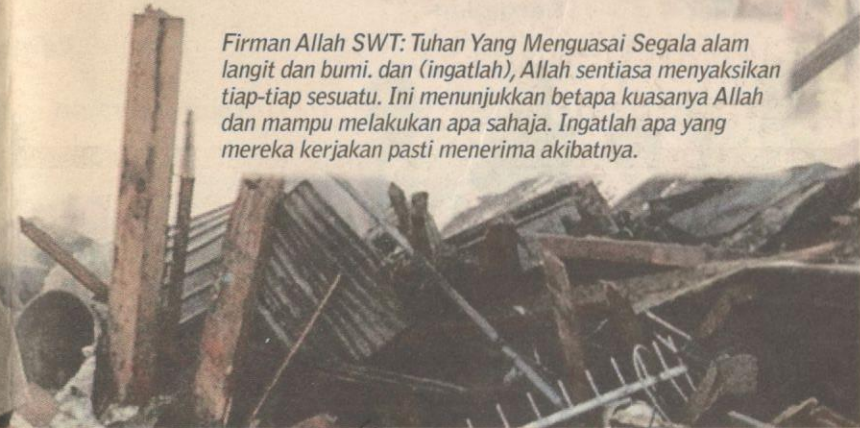 Firman Allah SWT: Tuhan Yang Menguasai Segala alam
langit dan bumi. dan (ingatlah), Allah sentiasa menyaksikan
tiap-tiap sesuatu. Ini menunjukkan betapa kuasanya Allah
dan mampu melakukan apa sahaja. Ingatlah apa yang
mereka kerjakan pasti menerima akibatnya.